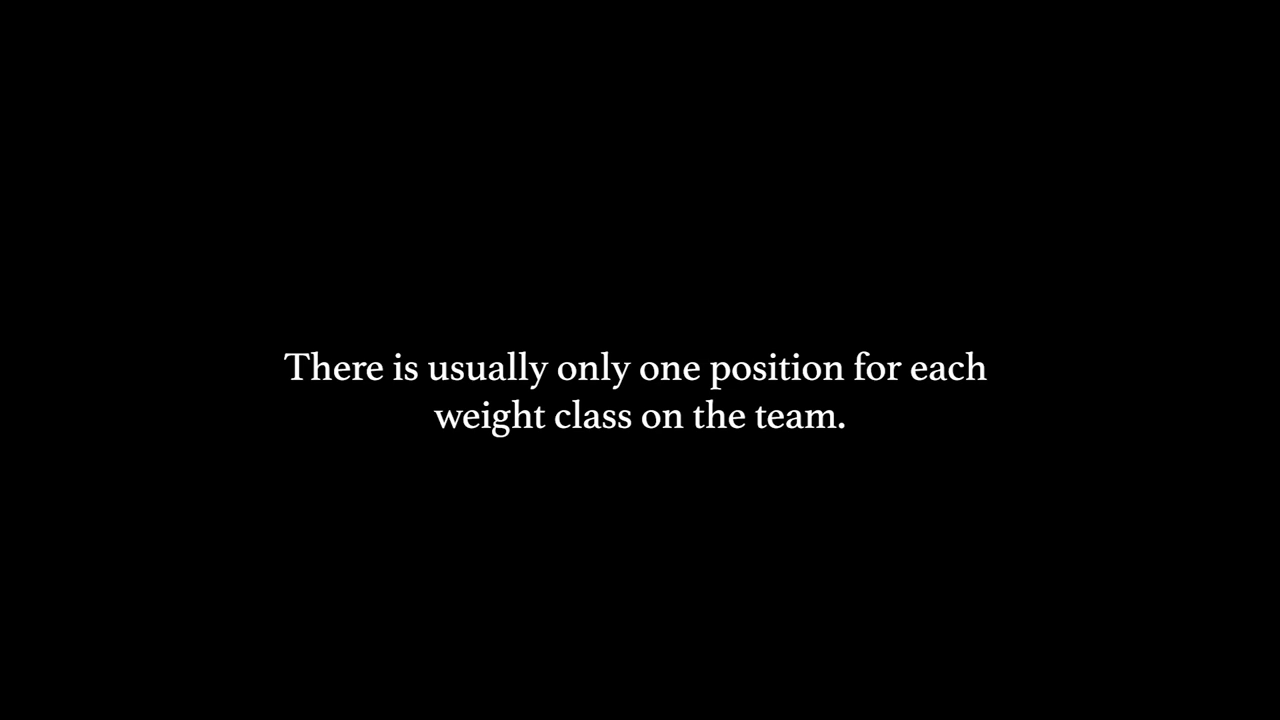 There is usually only one position for each
weight class on the team.